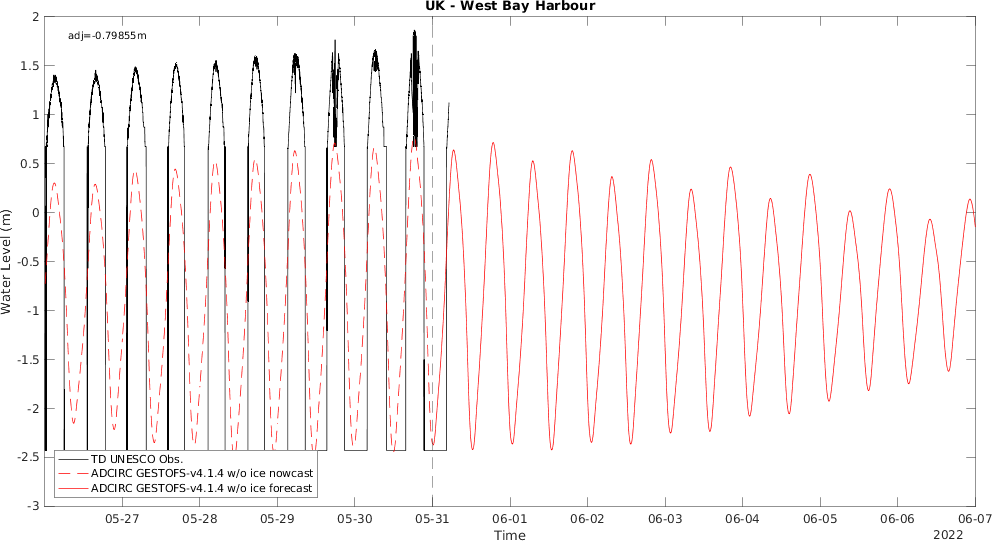 UK - West Bay Harbour
adj=-0.79855m
2
1.5
1
0.5
0
-0.5
-1
-1.5
-2
-2.5
-3
Water Level (m)
TD UNESCO Obs.
ADCIRC GESTOFS-v4.1.4 w/o ice nowcast
ADCIRC GESTOFS-v4.1.4 w/o ice forecast
05-27 05-28 05-29 05-30 05-31 06-01 06-02 06-03 06-04 06-05 06-06 06-07
Time
2022